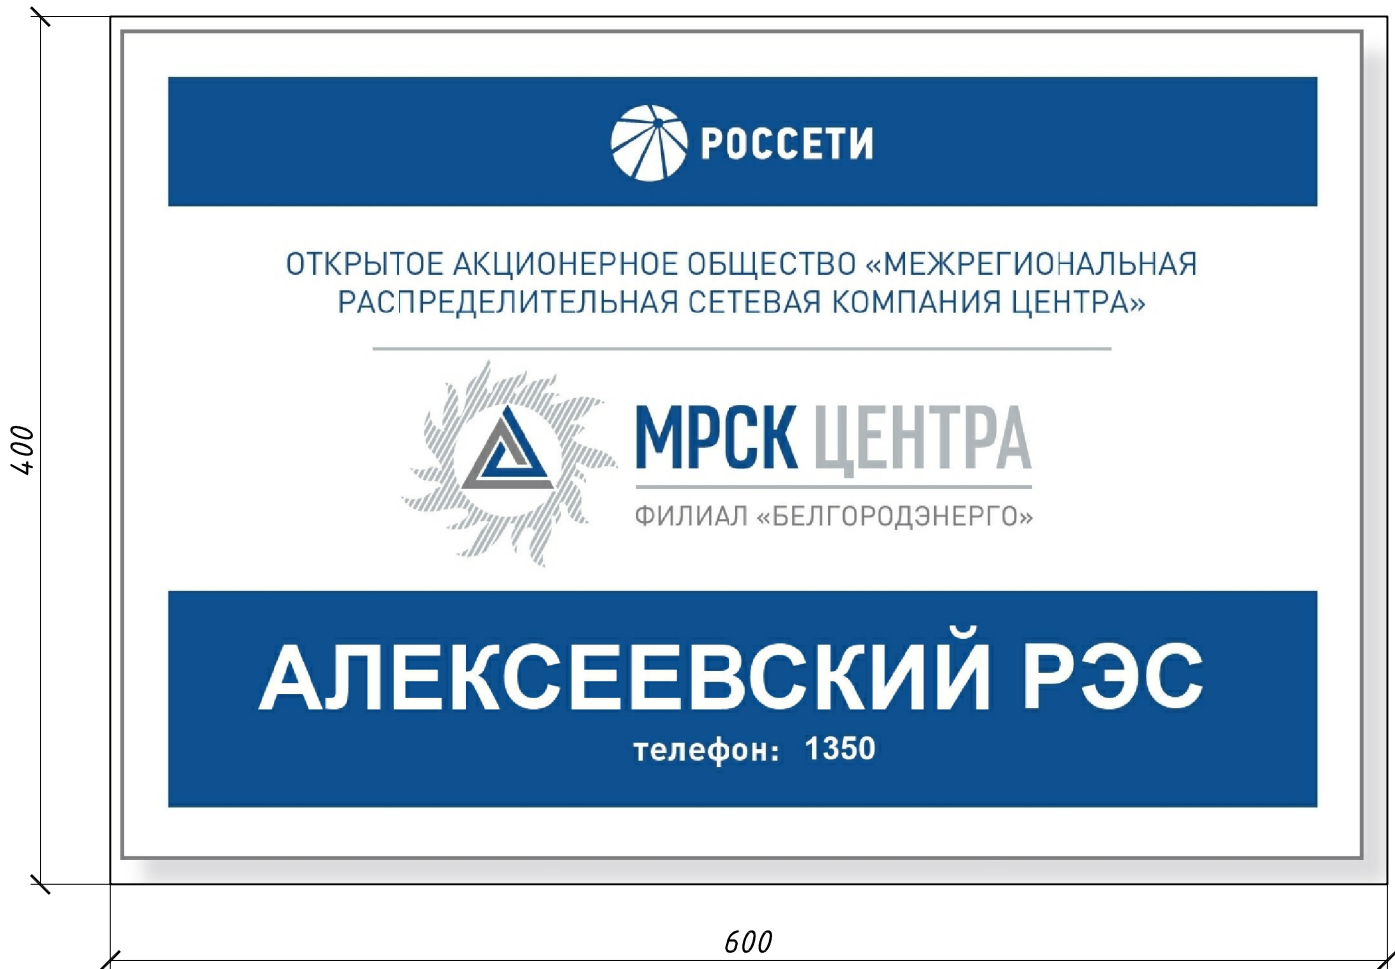 РОССЕТИ
ОТКРЫТОЕ АКЦИОНЕРНОЕ ОБЩЕСТВО «МЕЖРЕГИОНАЛЬНАЯ
РАСПРЕДЕЛИТЕЛЬНАЯ СЕТЕВАЯ КОМПАНИЯ ЦЕНТРА»
МРСК ЦЕНТРА
ФИЛИАЛ «БЕЛГОРОДЭНЕРГО»
АЛЕКСЕЕВСКИЙ РЭС
телефон: 1350
400
600